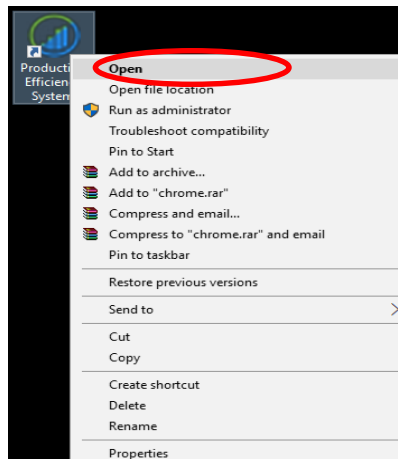 Producti
Efficien
System
Open
Open file location
Run as administrator
Troubleshoot compatibility
Pin to Start
Add to archive...
Add to "chrome.rar"
Compress and email...
Compress to "chrome.rar" and email
Pin to taskbar
Restore previous versions
Send to
Cut
Copy
Create shortcut
Delete
Rename
Properties